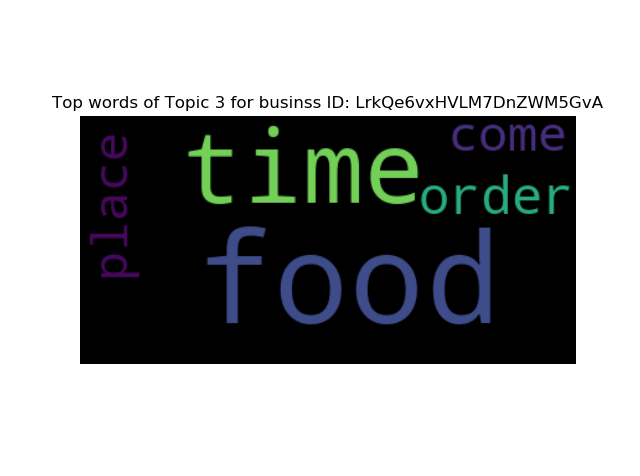 Top words of Topic 3 for businss ID: LrkQe6vxHVLM7DnZWM5GvA
place
time
come
order
food